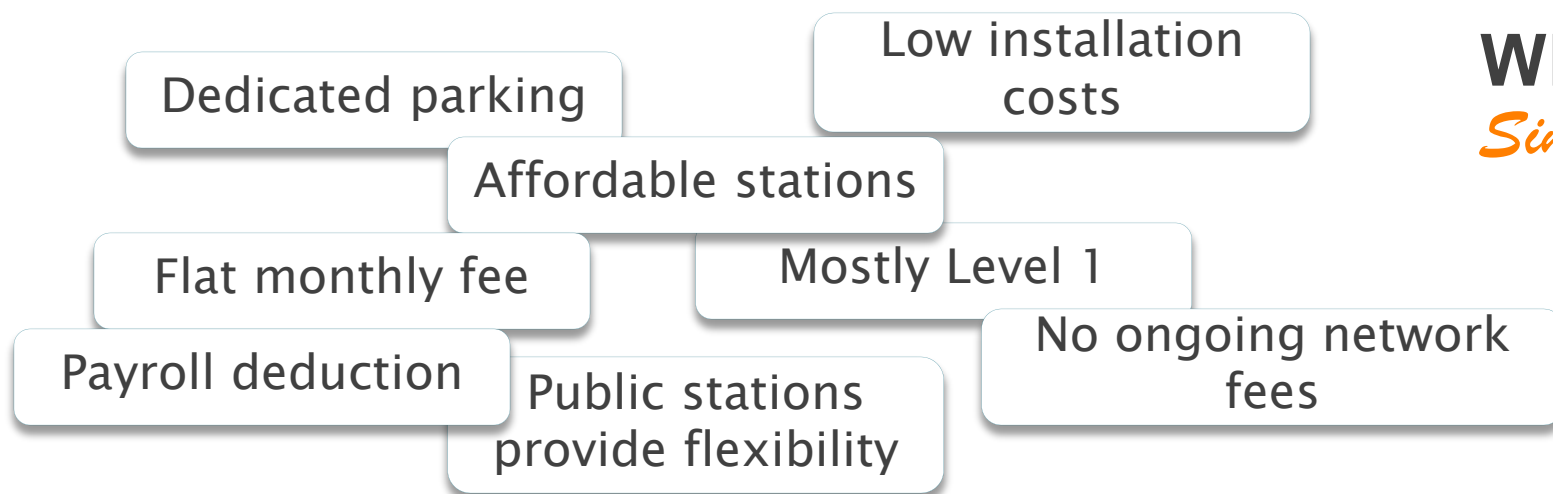 Low installation
costs
Dedicated parking
Affordable stations
Flat monthly fee
Mostly Level 1
No ongoing network
fees
Payroll deduction
Public stations
provide flexibility